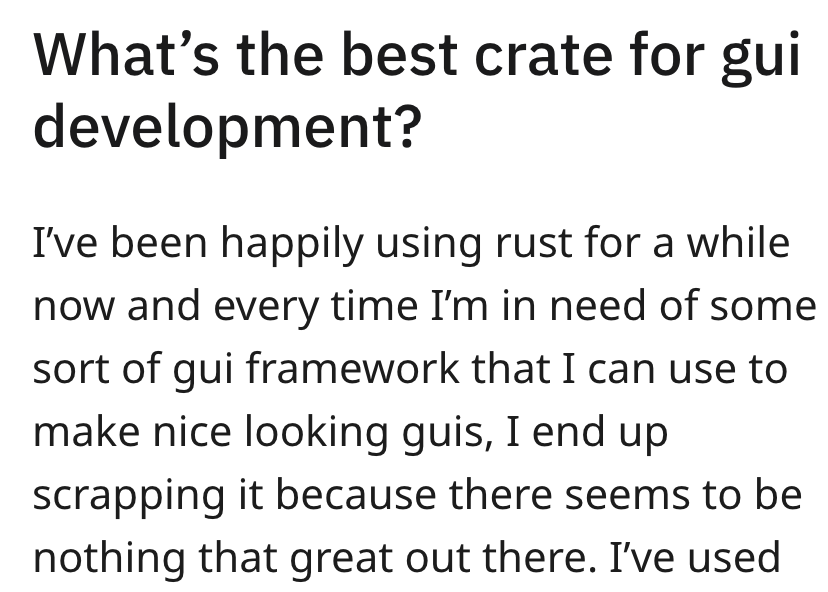 What’s the best crate for gui
development?
I’ve been happily using rust for a while
now and every time I’m in need of some
sort of gui framework that I can use to
make nice looking guis, I end up
scrapping it because there seems to be
nothing that great out there. I’ve used